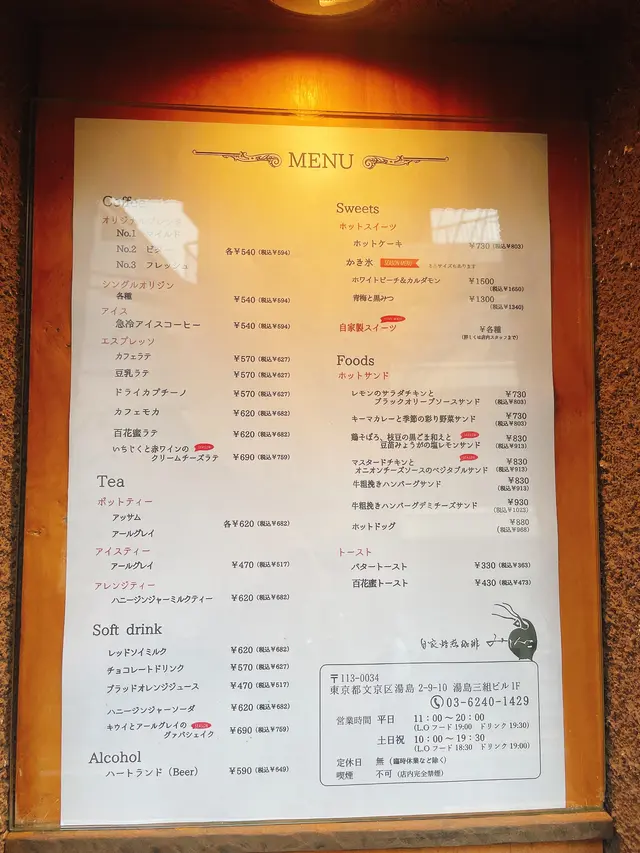 MENU
Coffee
オリジナルブレンド
No.1 マイルド
No.2 ビター
各¥540 (税込¥594)
No.3 フレッシュ
シングルオリジン
各種 ¥540 (税込¥594)
アイス
急冷アイスコーヒー ¥540 (税込¥594)
エスプレッソ
カフェラテ ¥570 (税込¥627)
豆乳ラテ ¥570 (税込¥627)
ドライカプチーノ ¥570 (税込¥627)
カフェモカ ¥620 (税込¥682)
百花蜜ラテ ¥620 (税込¥682)
いちじくと赤ワインの
クリームチーズラテ ¥690 (税込¥759)
Tea
ポットティー
アッサム
各¥620 (税込¥682)
アールグレイ
アイスティー
アールグレイ ¥470 (税込¥517)
アレンジティー
ハニージンジャーミルクティー ¥620 (税込¥682)
Soft drink
レッドソイミルク ¥620 (税込¥682)
チョコレートドリンク ¥570 (税込¥627)
ブラッドオレンジジュース ¥470 (税込¥517)
ハニージンジャーソーダ ¥620 (税込¥682)
キウイとアールグレイの
グァバシェイク ¥690 (税込¥759)
Alcohol
ハートランド (Beer) ¥590 (税込¥649)
Sweets
ホットスイーツ
ホットケーキ ¥730 (税込¥803)
かき氷 SEASON MENU ミニサイズもあります
ホワイトピーチ&カルダモン ¥1500
(税込¥1650)
青梅と黒みつ ¥1300
(税込¥1340)
自家製スイーツ ¥各種
(詳しくは店内スタッフまで)
Foods
ホットサンド
レモンのサラダチキンと ¥730
ブラックオリーブソースサンド (税込¥803)
キーマカレーと季節の彩り野菜サンド ¥730
(税込¥803)
鶏そぼろ、枝豆の黒ごま和えと ¥830
豆苗みょうがの塩レモンサンド (税込¥913)
マスタードチキンと ¥830
オニオンチーズソースのベジタブルサンド (税込¥913)
牛粗挽きハンバーグサンド ¥830
(税込¥913)
牛粗挽きハンバーグデミチーズサンド ¥930
(税込¥1023)
ホットドッグ ¥880
(税込¥968)
トースト
バタートースト ¥330 (税込¥363)
百花蜜トースト ¥430 (税込¥473)
自家焙煎珈琲 みじんこ
〒113-0034
東京都文京区湯島 2-9-10 湯島三組ビル 1F
03-6240-1429
営業時間 平日 11:00~20:00
(L.O フード 19:00 ドリンク 19:30)
土日祝 10:00~19:30
(L.O フード 18:30 ドリンク 19:00)
定休日 無 (臨時休業など除く)
喫煙 不可 (店内完全禁煙)